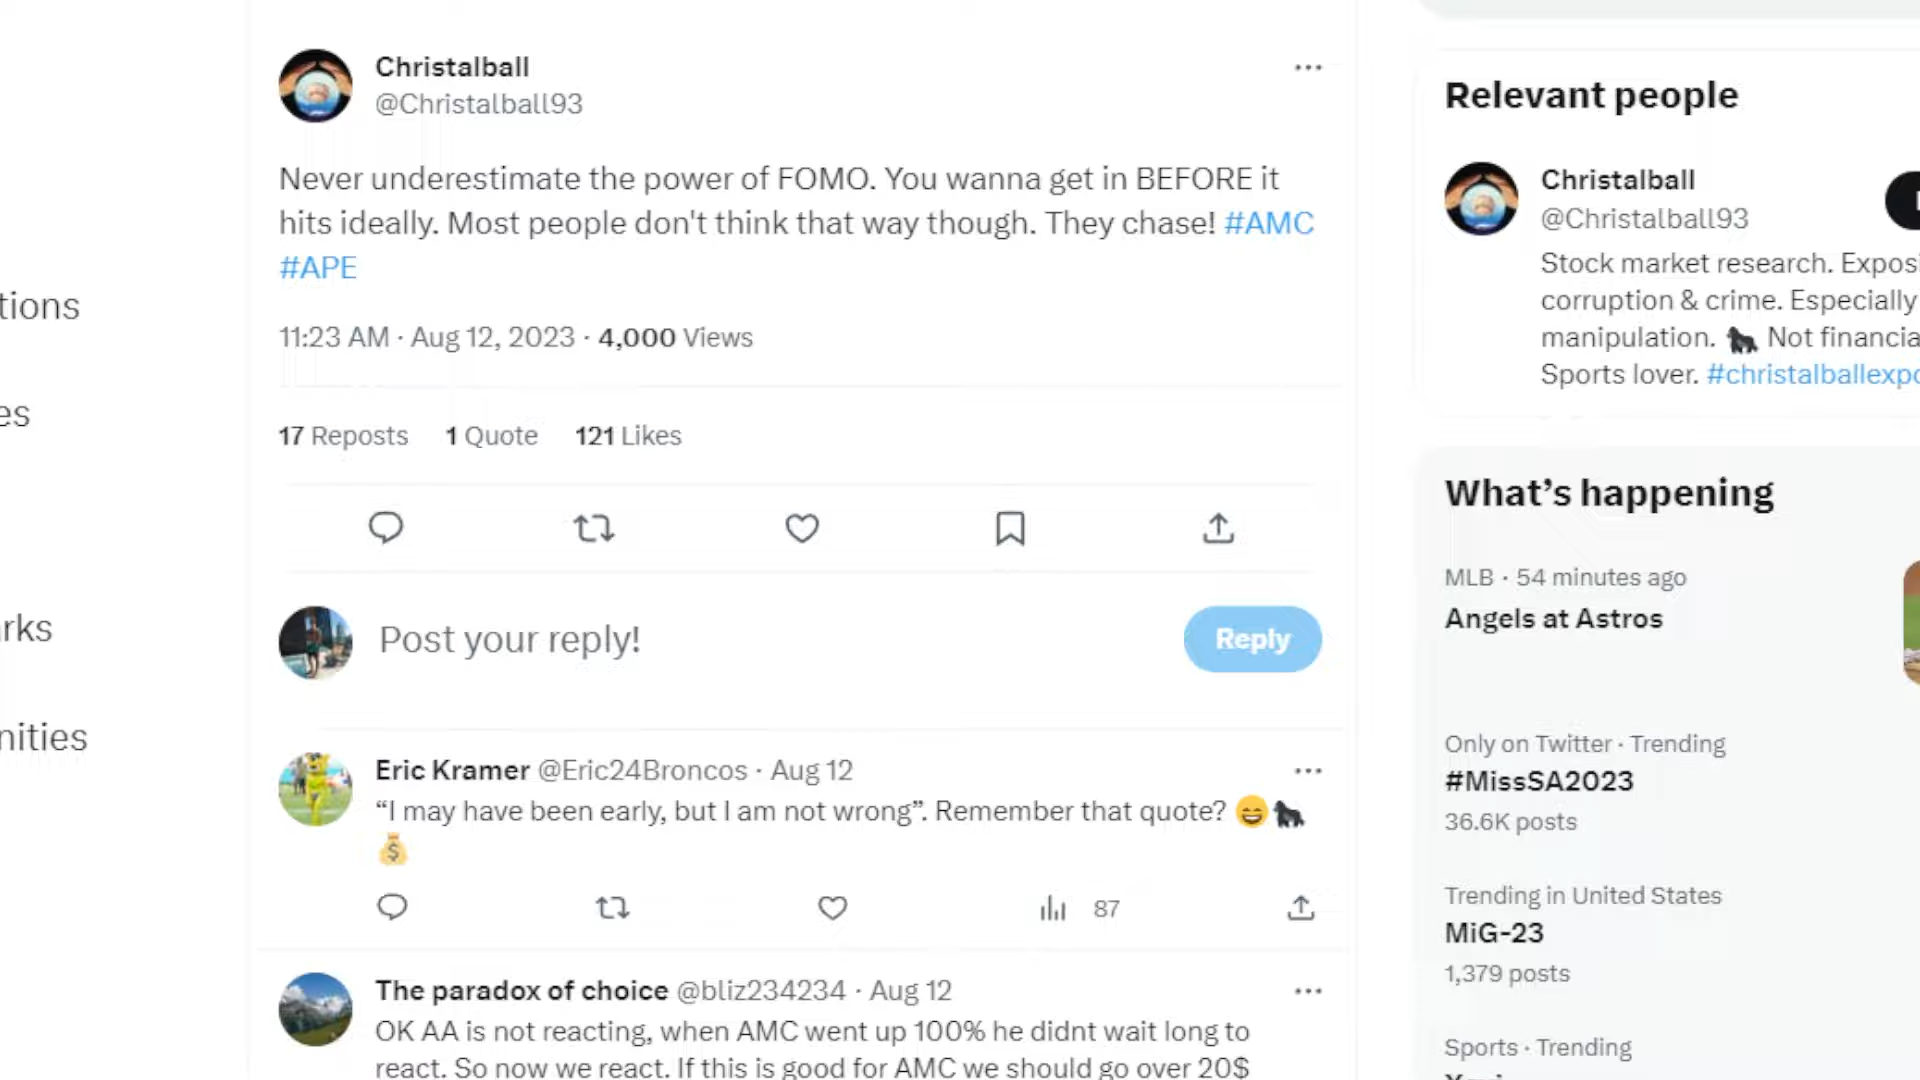 Christalball
@Christalball93
Never underestimate the power of FOMO. You wanna get in BEFORE it
hits ideally. Most people don't think that way though. They chase! #AMC
#APE
11:23 AM · Aug 12, 2023 · 4,000 Views
17 Reposts 1 Quote 121 Likes
Post your reply!
Reply
Eric Kramer @Eric24Broncos · Aug 12
“I may have been early, but I am not wrong”. Remember that quote? 😄🦍
💰
87
The paradox of choice @bliz234234 · Aug 12
OK AA is not reacting, when AMC went up 100% he didnt wait long to
react. So now we react. If this is good for AMC we should go over 20$
tions
es
rks
nities
Relevant people
Christalball
@Christalball93
Stock market research. Exposi
corruption & crime. Especially
manipulation. 🦍 Not financia
Sports lover. #christalballexpo
What’s happening
MLB · 54 minutes ago
Angels at Astros
Only on Twitter · Trending
#MissSA2023
36.6K posts
Trending in United States
MiG-23
1,379 posts
Sports · Trending